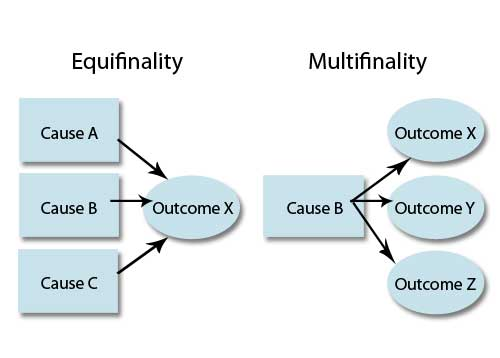 Equifinality
Cause A
Cause B
Cause C
Outcome X
Multifinality
Cause B
Outcome X
Outcome Y
Outcome Z